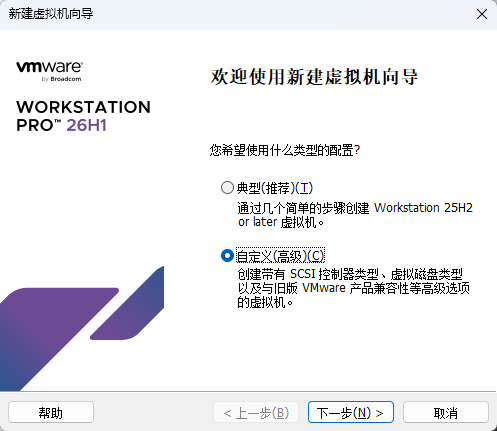 新建虚拟机向导
vmware
by Broadcom
WORKSTATION
PRO™ 26H1
欢迎使用新建虚拟机向导
您希望使用什么类型的配置?
典型(推荐)(T)
通过几个简单的步骤创建 Workstation 25H2
or later 虚拟机。
自定义(高级)(C)
创建带有 SCSI 控制器类型、虚拟磁盘类型
以及与旧版 VMware 产品兼容性等高级选项
的虚拟机。
帮助
< 上一步(B)
下一步(N) >
取消